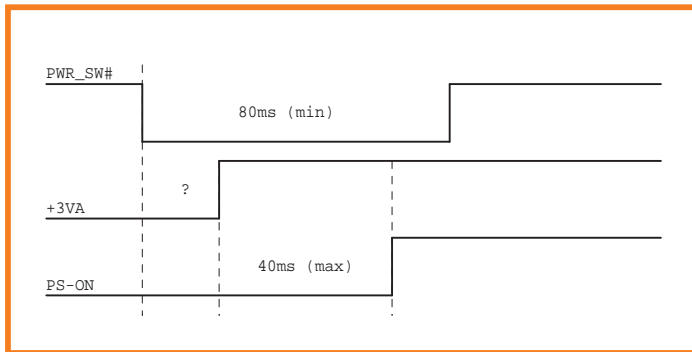 PWR_SW#
80ms (min)
?
+3VA
40ms (max)
PS-ON